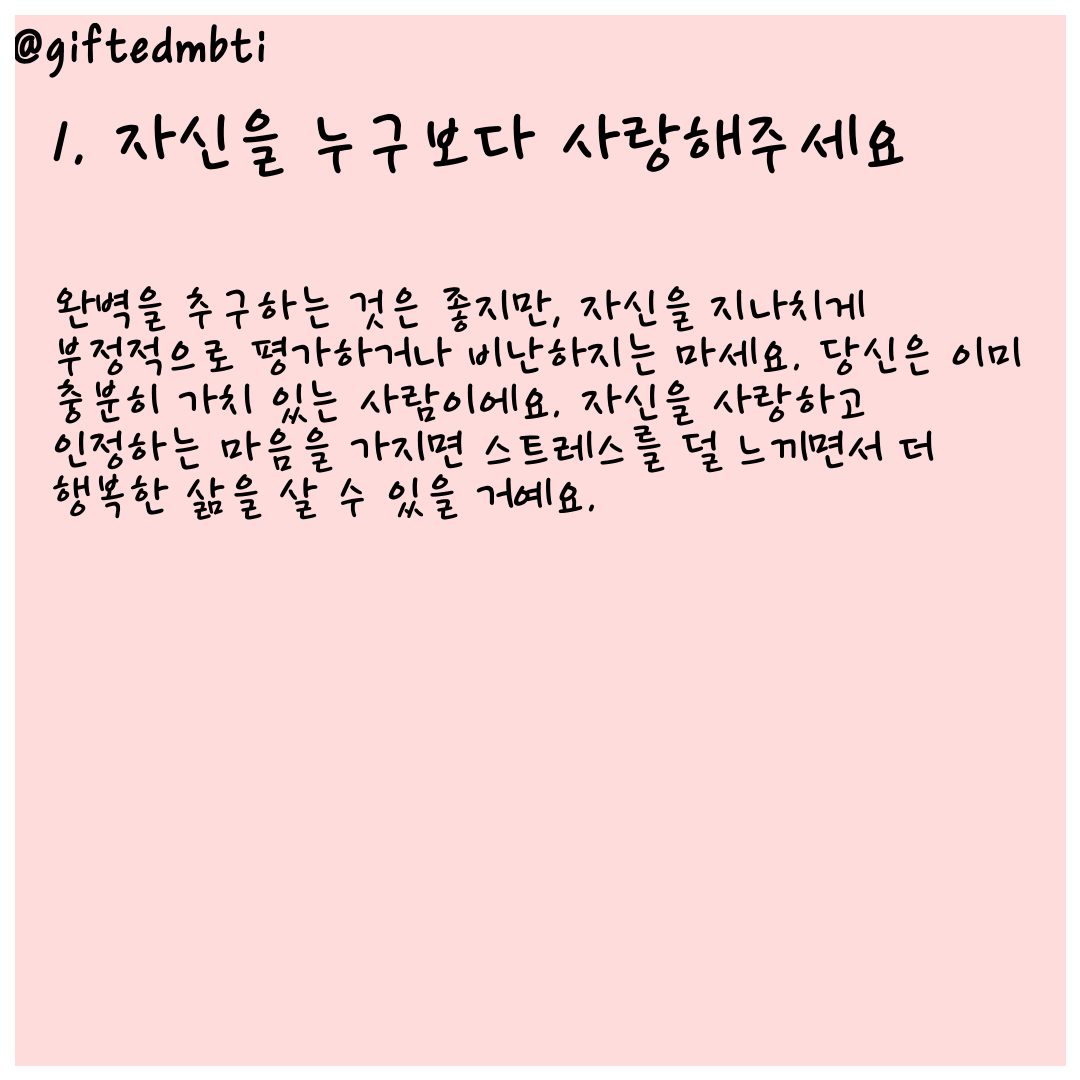 @giftedmbti
1. 자신을 누구보다 사랑해주세요
완벽을 추구하는 것은 좋지만, 자신을 지나치게
부정적으로 평가하거나 비난하지는 마세요. 당신은 이미
충분히 가치 있는 사람이에요. 자신을 사랑하고
인정하는 마음을 가지면 스트레스를 덜 느끼면서 더
행복한 삶을 살 수 있을 거예요.